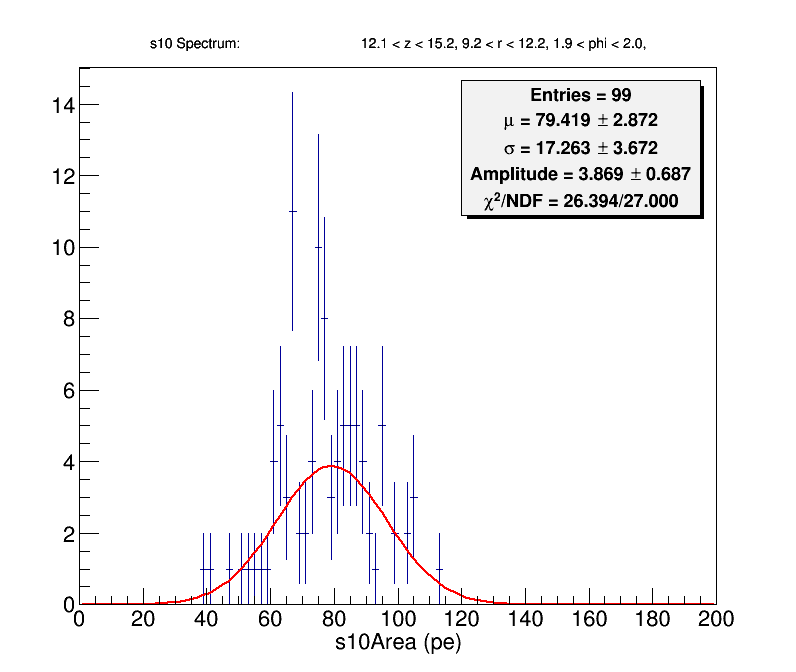 s10 Spectrum: 12.1 < z < 15.2, 9.2 < r < 12.2, 1.9 < phi < 2.0,
Entries = 99
μ = 79.419 ± 2.872
σ = 17.263 ± 3.672
Amplitude = 3.869 ± 0.687
χ²/NDF = 26.394/27.000
14
12
10
8
6
4
2
0
0 20 40 60 80 100 120 140 160 180 200
s10Area (pe)